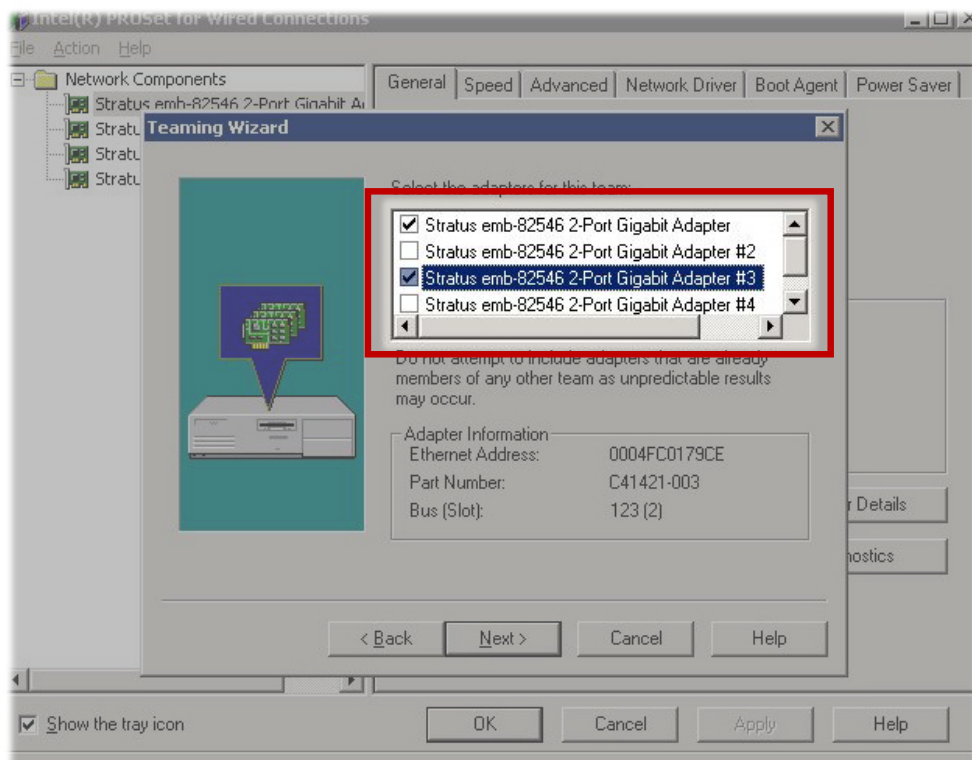 Intel(R) PROSet for Wired Connections
File Action Help
Network Components
Stratus emb-82546 2-Port Gigabit A
Stratu
Stratu
Stratu
General Speed Advanced Network Driver Boot Agent Power Saver
Teaming Wizard
Select the adapters for this team:
Stratus emb-82546 2-Port Gigabit Adapter
Stratus emb-82546 2-Port Gigabit Adapter #2
Stratus emb-82546 2-Port Gigabit Adapter #3
Stratus emb-82546 2-Port Gigabit Adapter #4
Do not attempt to include adapters that are already
members of any other team as unpredictable results
may occur.
Adapter Information
Ethernet Address: 0004FC0179CE
Part Number: C41421-003
Bus (Slot): 123 (2)
r Details
nostics
< Back Next > Cancel Help
Show the tray icon OK Cancel Apply Help